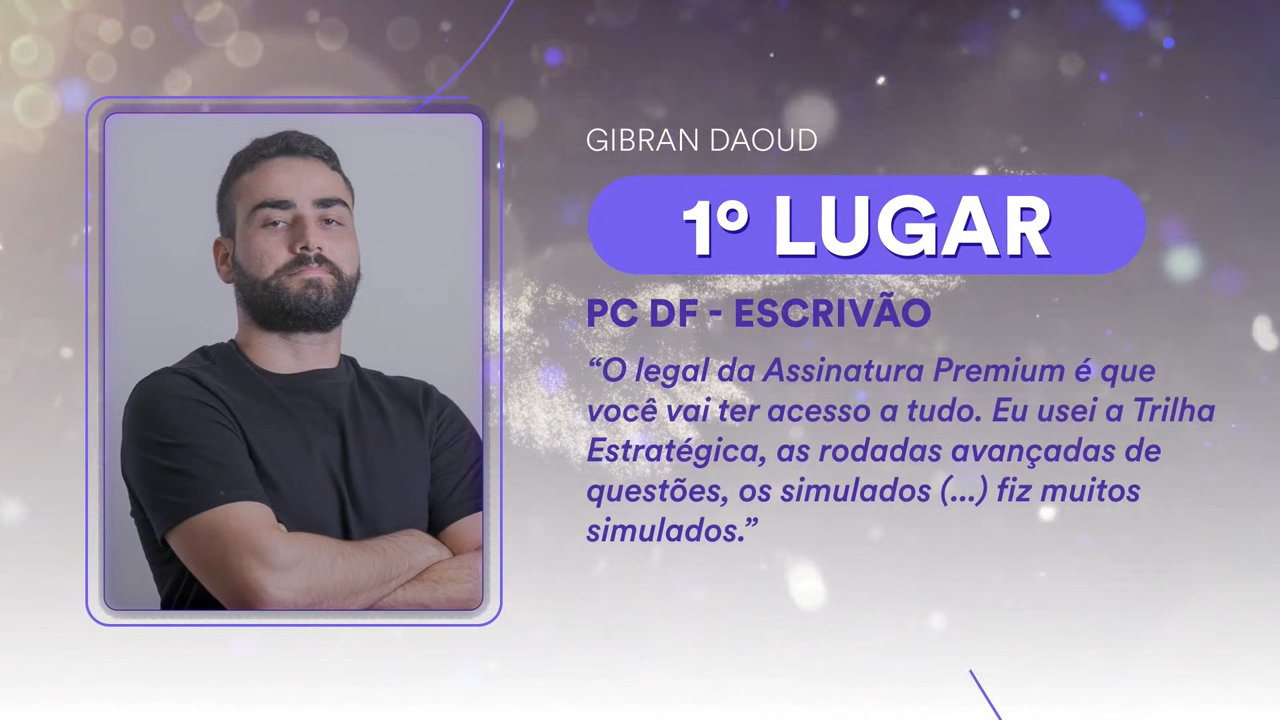 GIBRAN DAOUD
1º LUGAR
PC DF - ESCRIVÃO
“O legal da Assinatura Premium é que
você vai ter acesso a tudo. Eu usei a Trilha
Estratégica, as rodadas avançadas de
questões, os simulados (...) fiz muitos
simulados.”